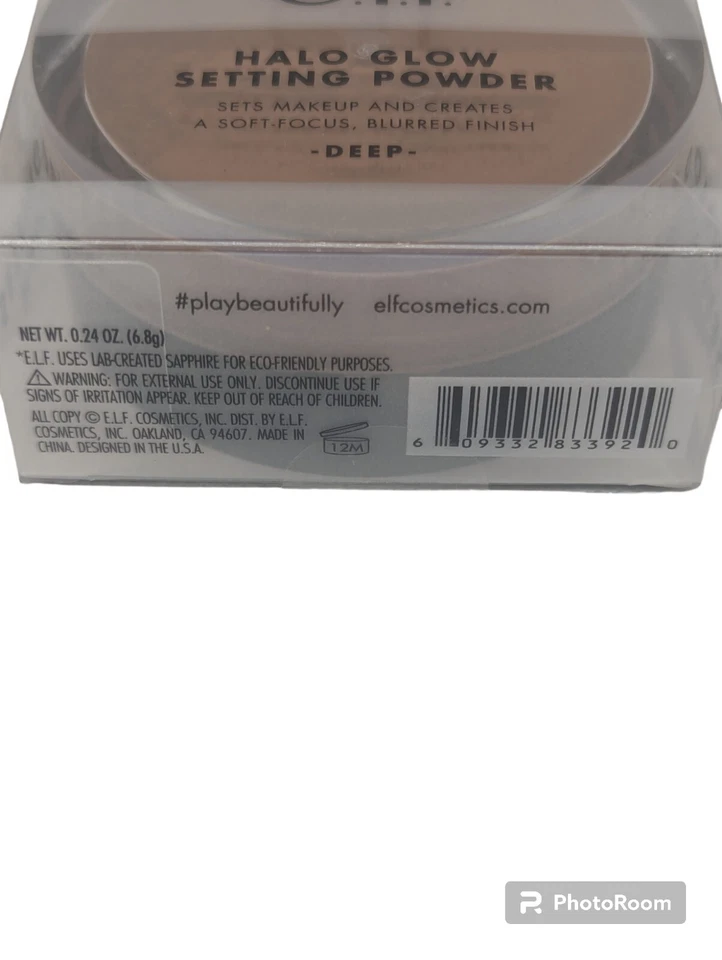 HALO GLOW
SETTING POWDER
SETS MAKEUP AND CREATES
A SOFT-FOCUS, BLURRED FINISH
-DEEP-
#playbeautifully elfcosmetics.com
NET WT. 0.24 OZ. (6.8g)
*E.L.F. USES LAB-CREATED SAPPHIRE FOR ECO-FRIENDLY PURPOSES.
⚠WARNING: FOR EXTERNAL USE ONLY. DISCONTINUE USE IF
SIGNS OF IRRITATION APPEAR. KEEP OUT OF REACH OF CHILDREN.
ALL COPY © E.L.F. COSMETICS, INC. DIST. BY E.L.F.
COSMETICS, INC. OAKLAND, CA 94607. MADE IN
CHINA. DESIGNED IN THE U.S.A.
12M
6 09332 83392 0
PhotoRoom